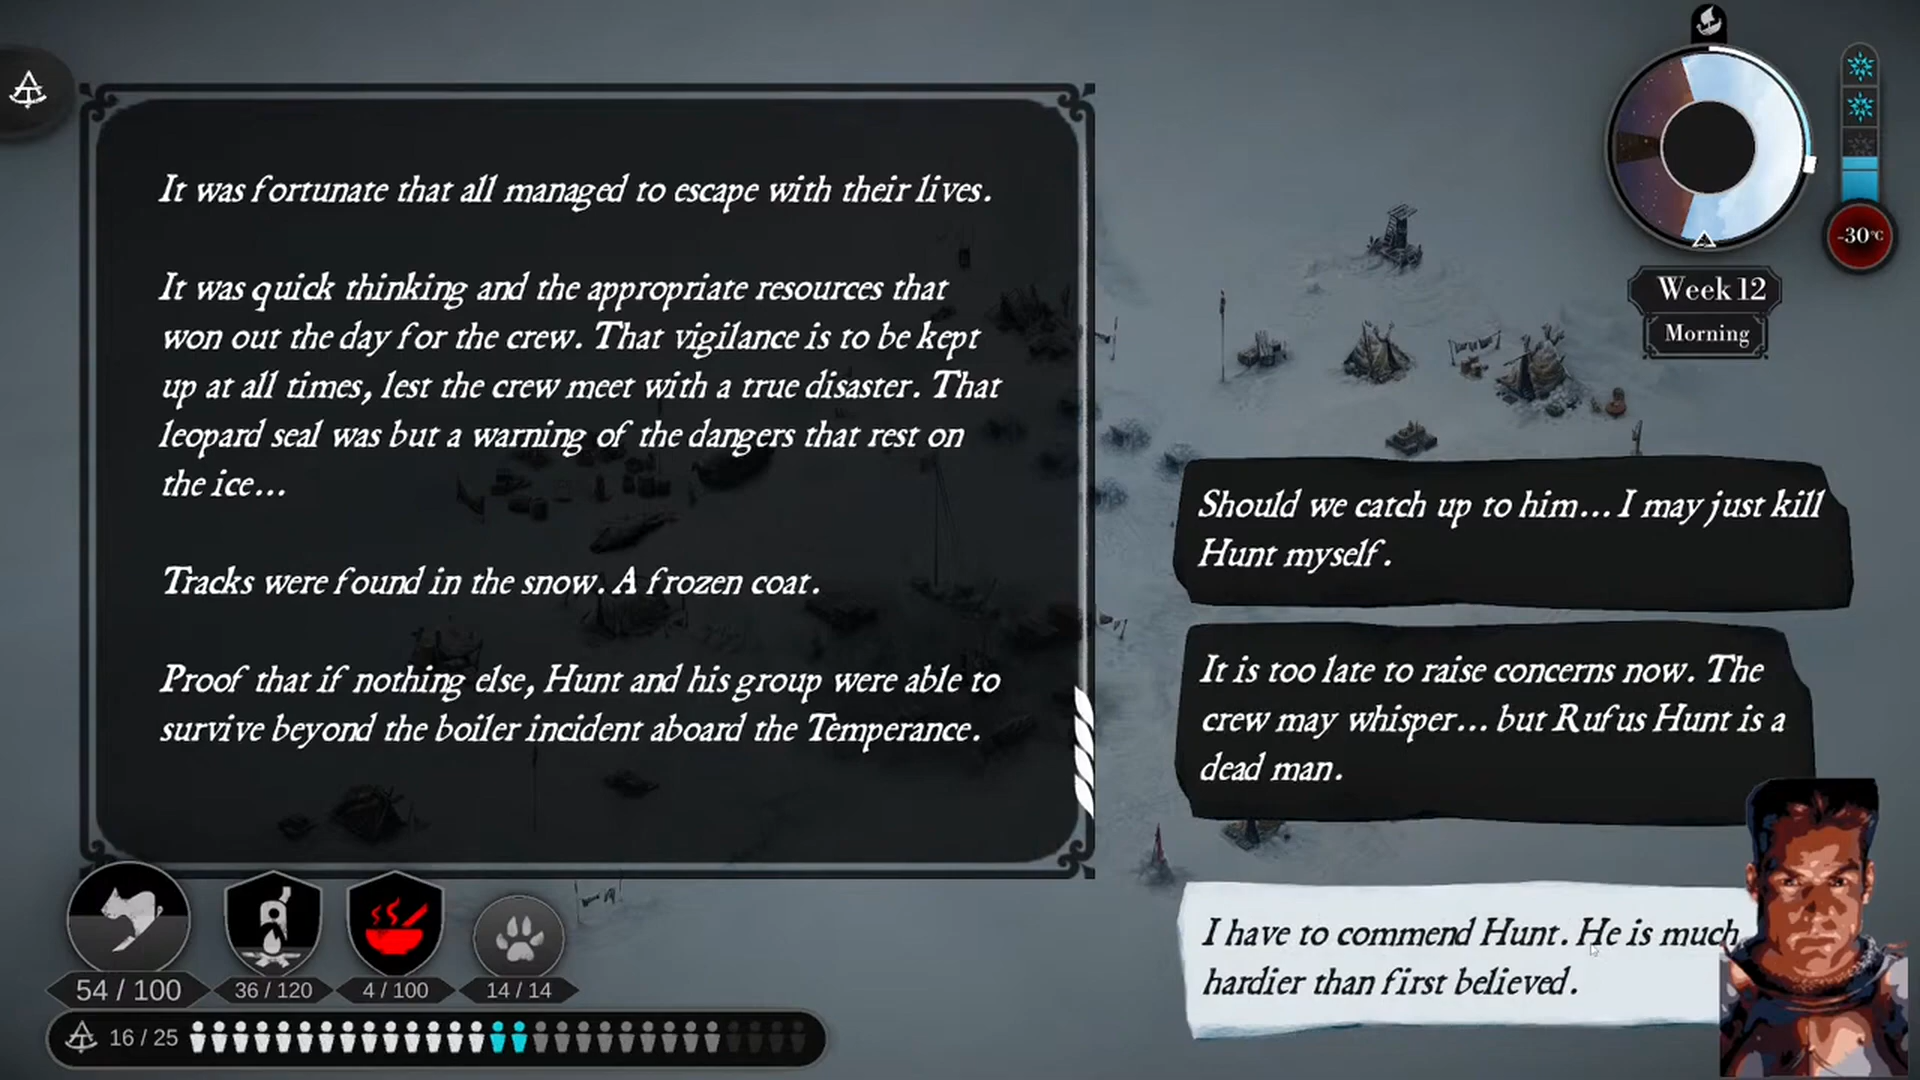 It was fortunate that all managed to escape with their lives.
It was quick thinking and the appropriate resources that
won out the day for the crew. That vigilance is to be kept
up at all times, lest the crew meet with a true disaster. That
leopard seal was but a warning of the dangers that rest on
the ice...
Tracks were found in the snow. A frozen coat.
Proof that if nothing else, Hunt and his group were able to
survive beyond the boiler incident aboard the Temperance.
-30°C
Week 12
Morning
Should we catch up to him... I may just kill
Hunt myself.
It is too late to raise concerns now. The
crew may whisper... but Rufus Hunt is a
dead man.
I have to commend Hunt. He is much
hardier than first believed.
54 / 100
36 / 120
4 / 100
14 / 14
16 / 25